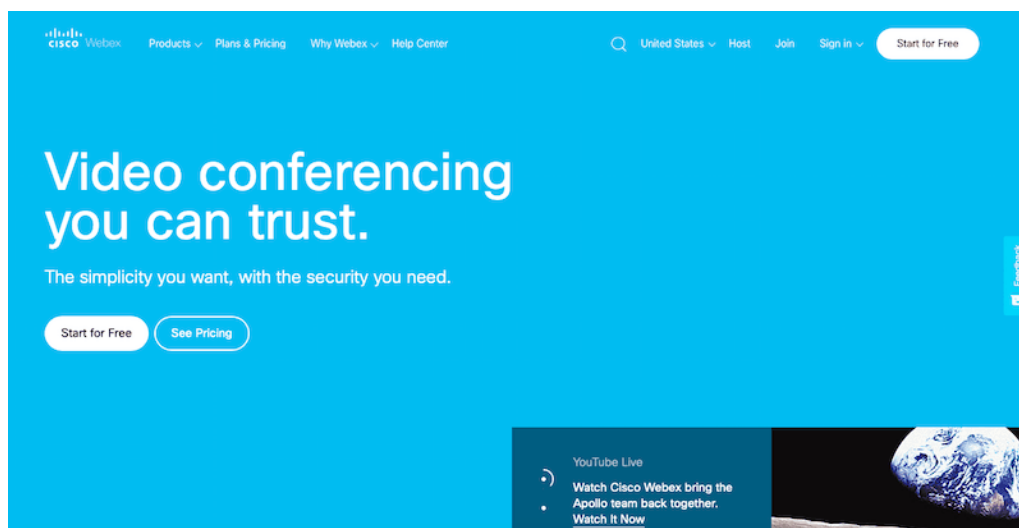 CISCO Webex Products Plans & Pricing Why Webex Help Center United States Host Join Sign in Start for Free
Video conferencing
you can trust.
The simplicity you want, with the security you need.
Start for Free See Pricing
Feedback
YouTube Live
Watch Cisco Webex bring the
Apollo team back together.
Watch It Now